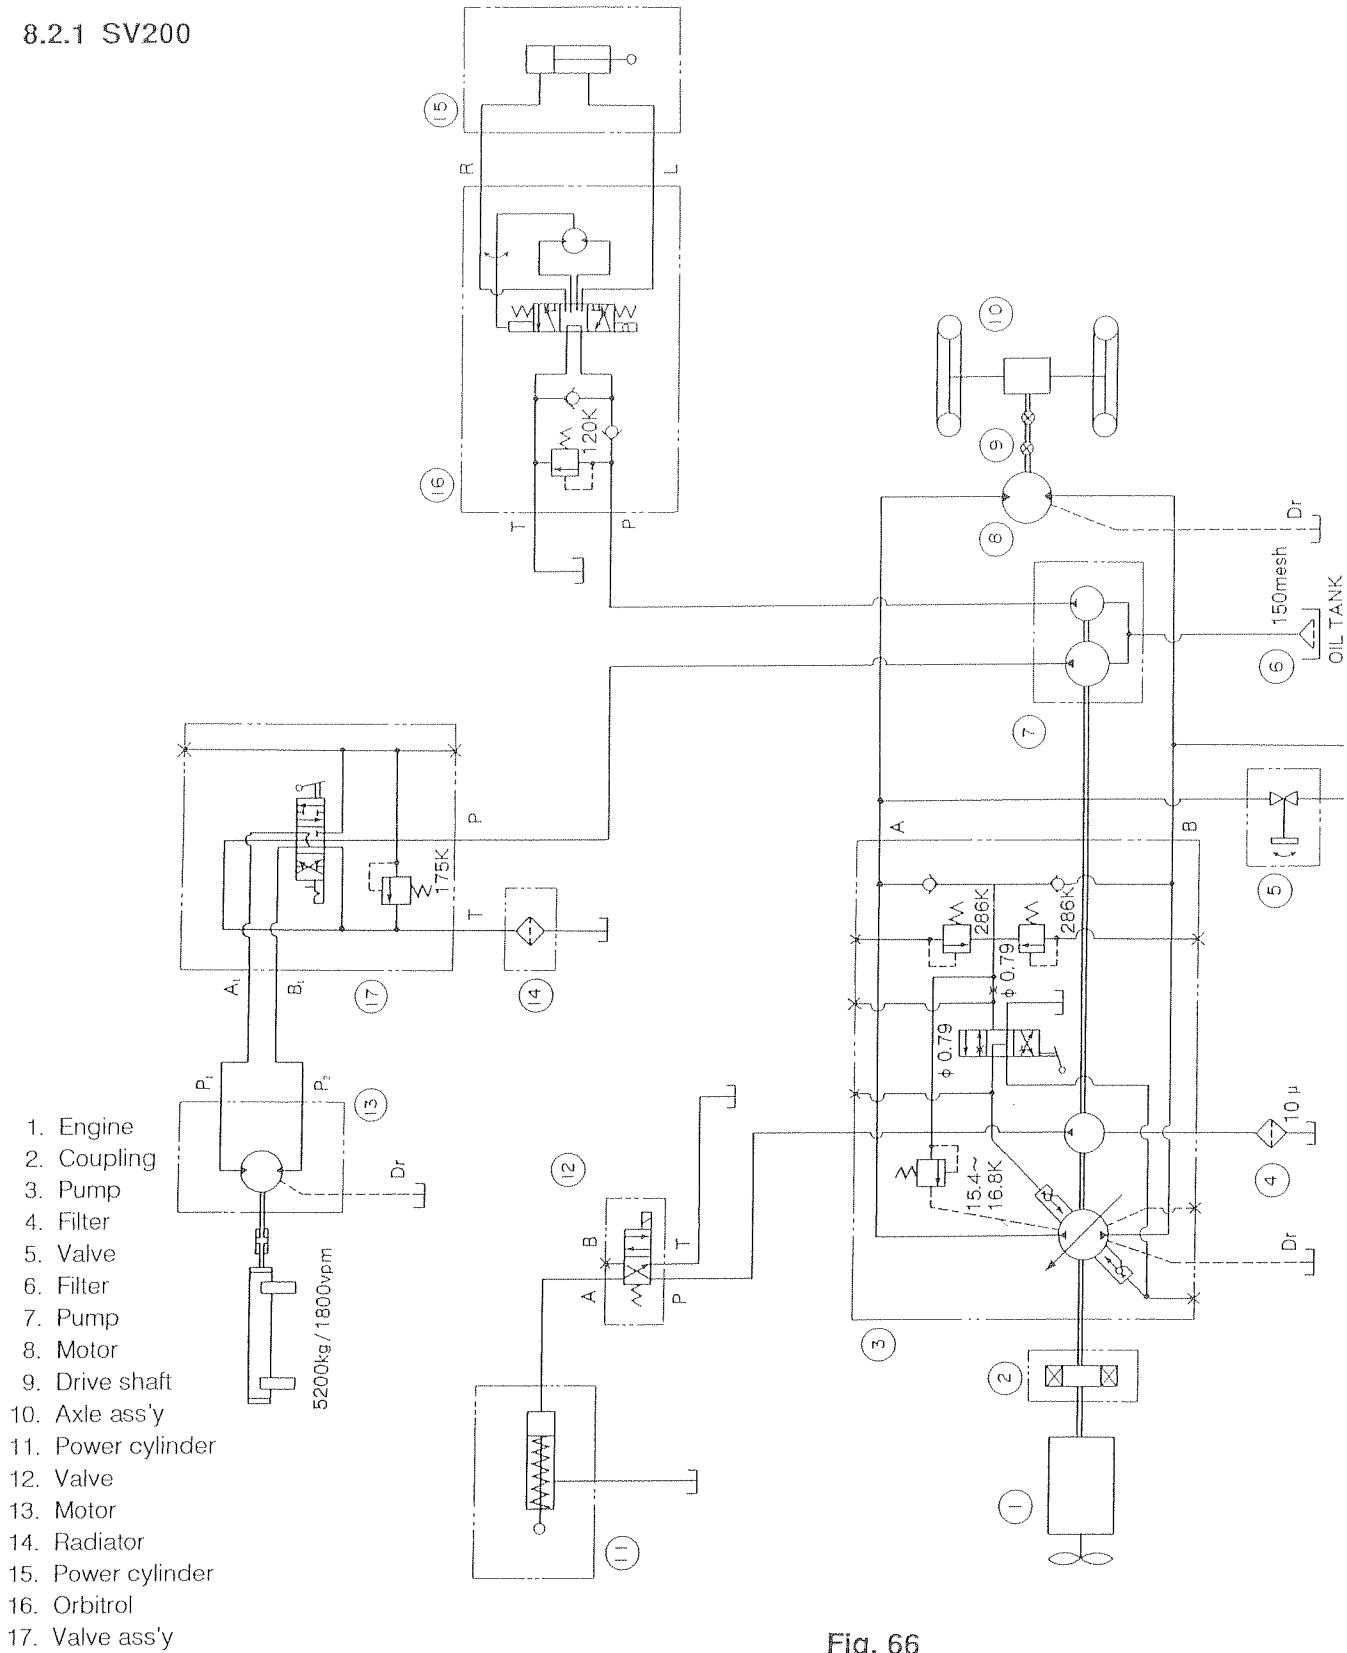 8.2.1 SV200
15
R
L
120K
16
T
P
10
9
8
Dr
150mesh
6
OIL TANK
7
P
175K
T
A₁
B₁
17
14
A
B
5
286K
286K
φ 0.79
φ 0.79
P₁
P₂
13
Dr
5200kg/1800vpm
12
B
A
T
P
15.4~
16.8K
10 μ
4
Dr
3
2
1
11
1. Engine
2. Coupling
3. Pump
4. Filter
5. Valve
6. Filter
7. Pump
8. Motor
9. Drive shaft
10. Axle ass'y
11. Power cylinder
12. Valve
13. Motor
14. Radiator
15. Power cylinder
16. Orbitrol
17. Valve ass'y
Fig. 66